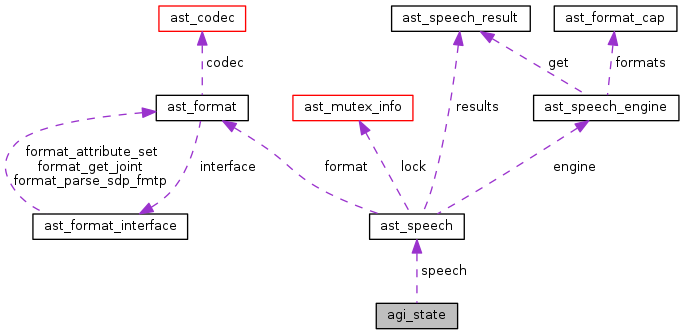 ast_codec
ast_speech_result
ast_format_cap
codec
get
formats
ast_format
ast_mutex_info
results
ast_speech_engine
format_attribute_set
format_get_joint
format_parse_sdp_fmtp
interface
format
lock
engine
ast_format_interface
ast_speech
speech
agi_state